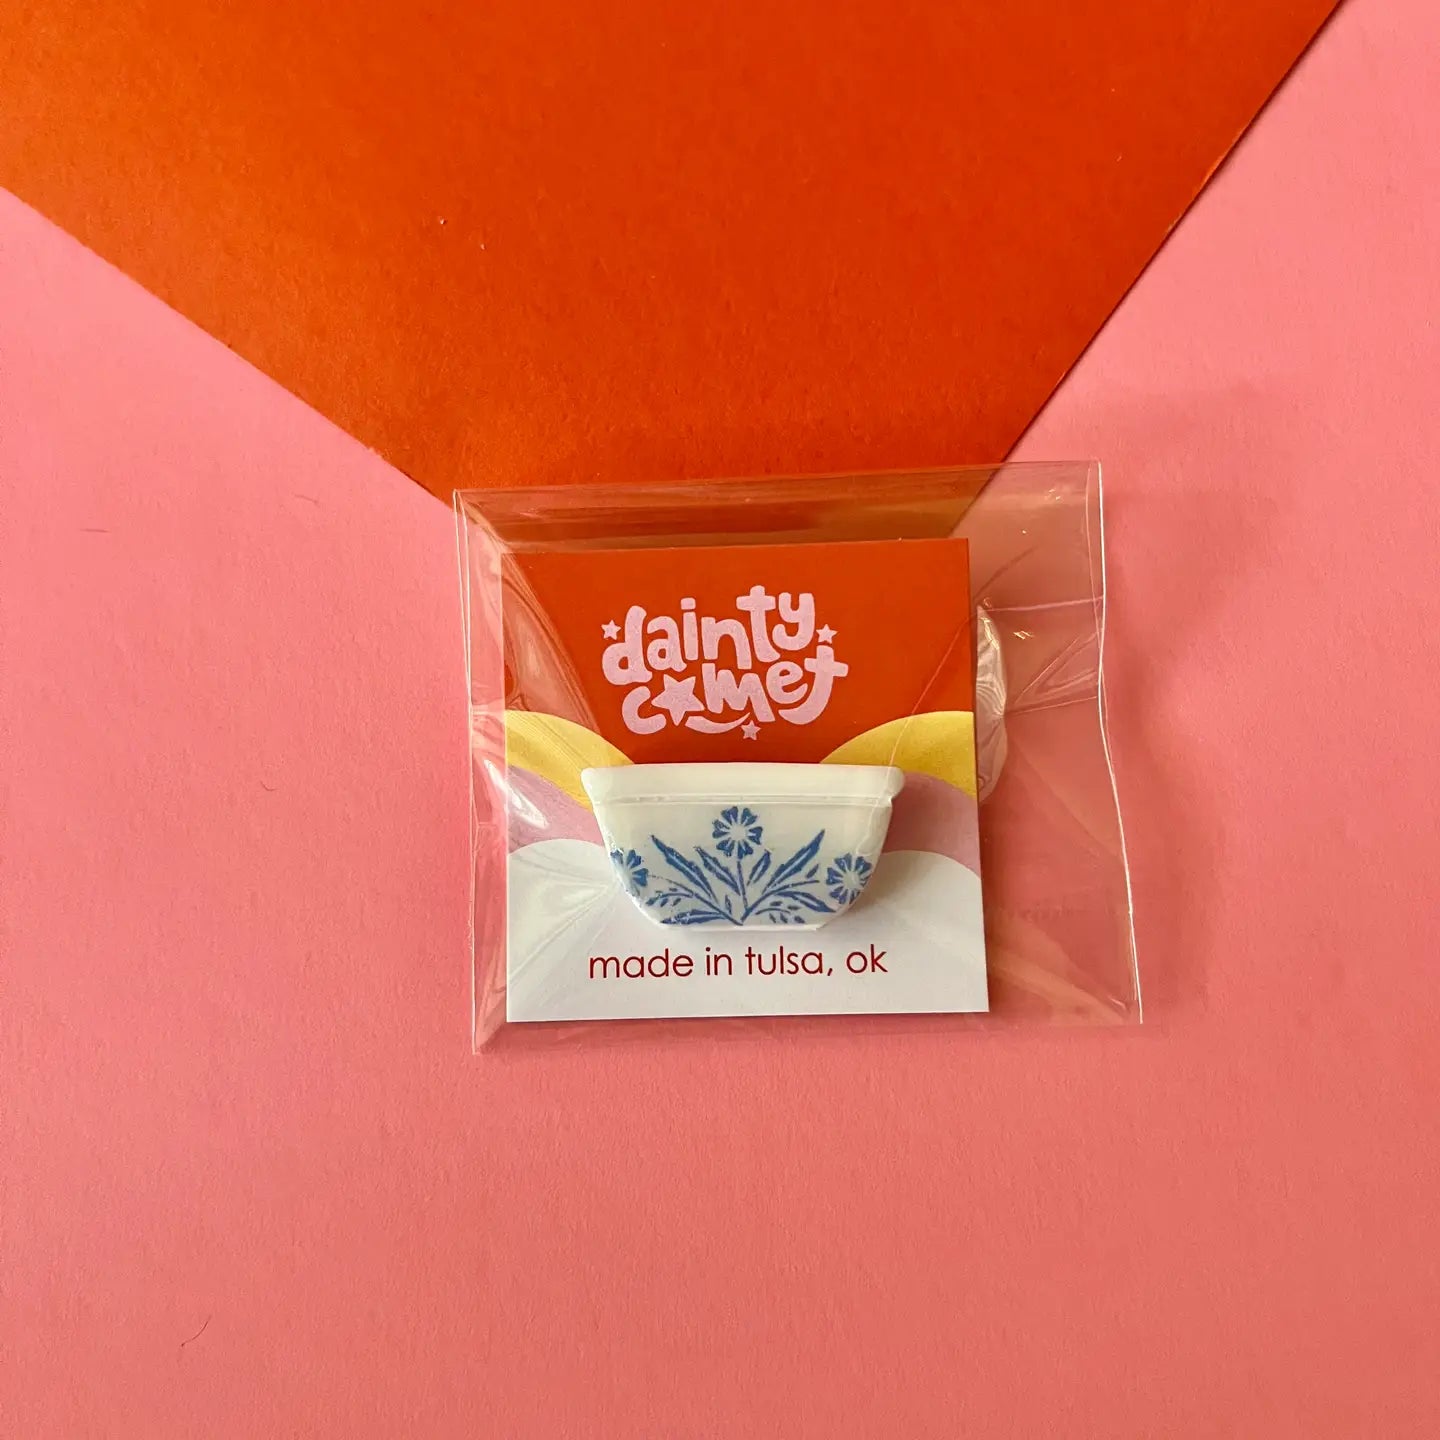 dainty
comet
made in tulsa, ok